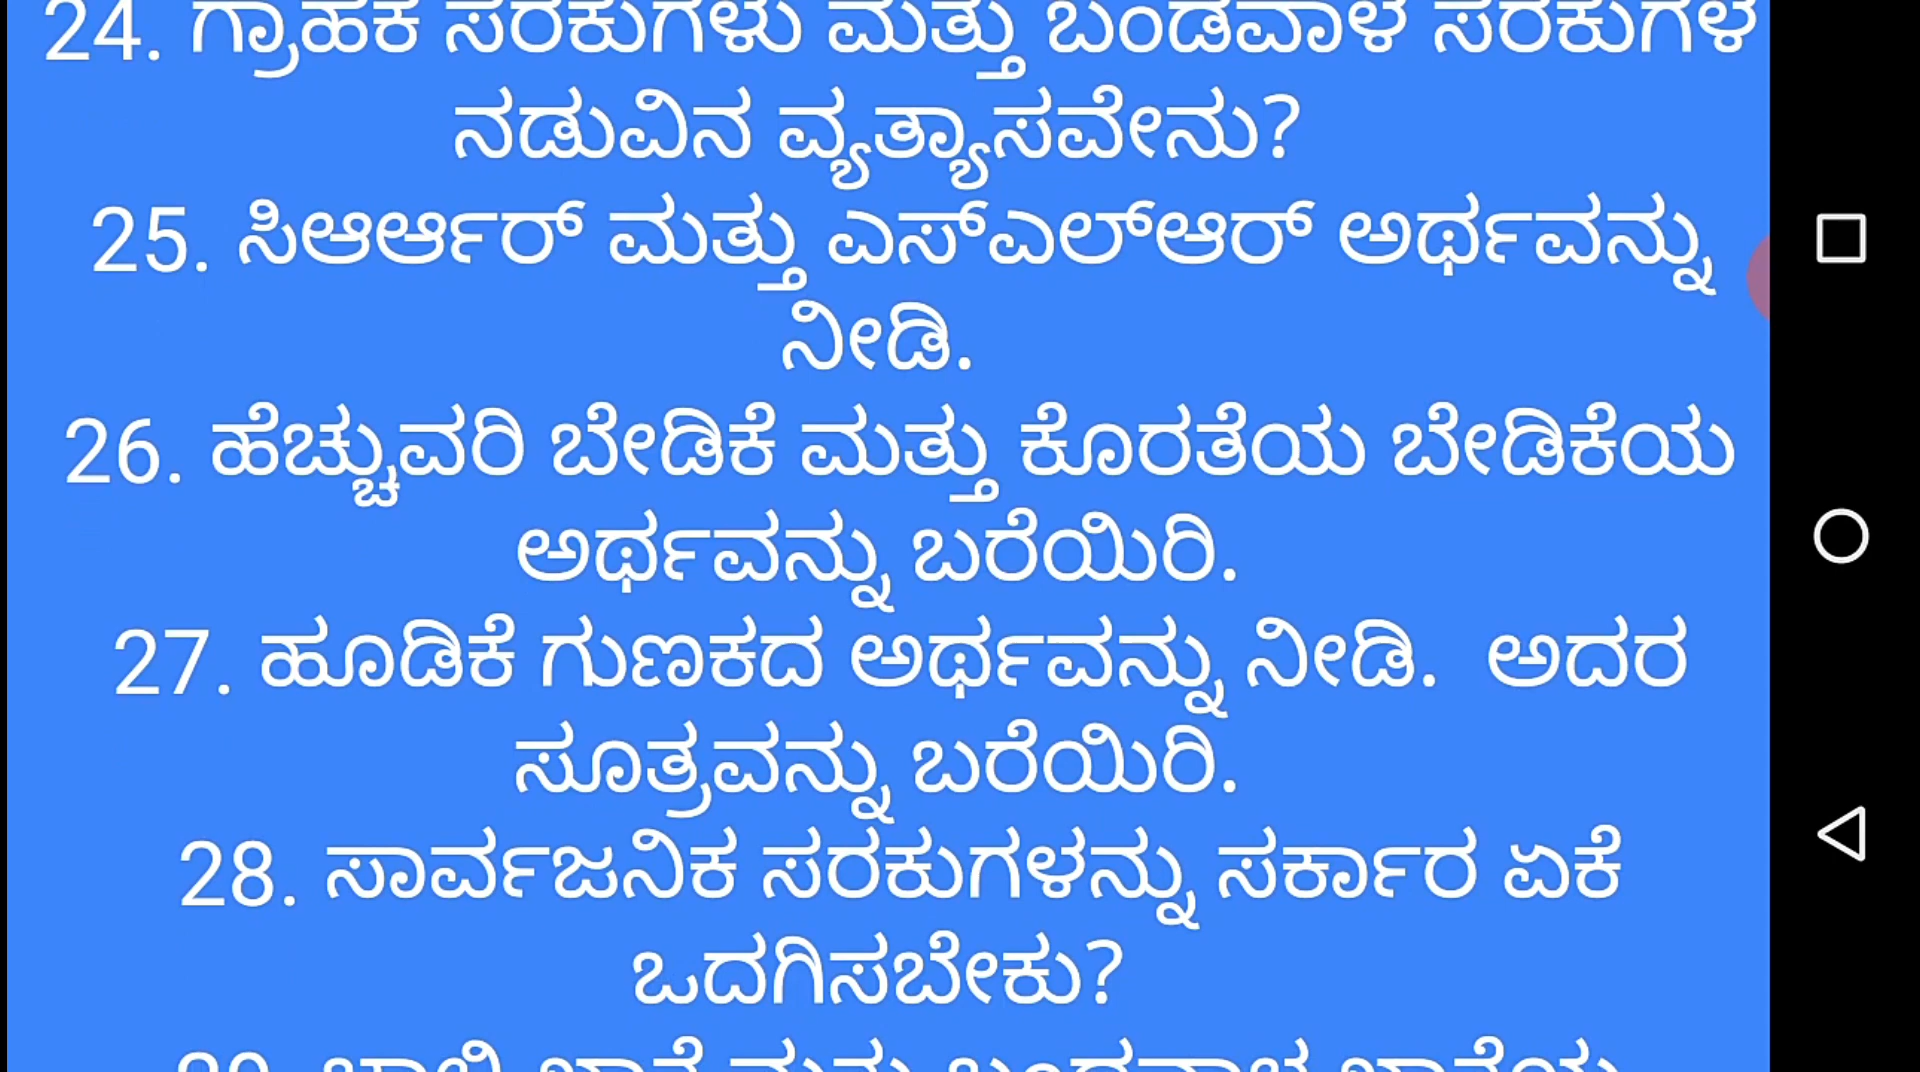 24. ಗ್ರಾಹಕ ಸರಕುಗಳು ಮತ್ತು ಬಂಡವಾಳ ಸರಕುಗಳ
ನಡುವಿನ ವ್ಯತ್ಯಾಸವೇನು?
25. ಸಿಆರ್ಆರ್ ಮತ್ತು ಎಸ್ಎಲ್ಆರ್ ಅರ್ಥವನ್ನು
ನೀಡಿ.
26. ಹೆಚ್ಚುವರಿ ಬೇಡಿಕೆ ಮತ್ತು ಕೊರತೆಯ ಬೇಡಿಕೆಯ
ಅರ್ಥವನ್ನು ಬರೆಯಿರಿ.
27. ಹೂಡಿಕೆ ಗುಣಕದ ಅರ್ಥವನ್ನು ನೀಡಿ. ಅದರ
ಸೂತ್ರವನ್ನು ಬರೆಯಿರಿ.
28. ಸಾರ್ವಜನಿಕ ಸರಕುಗಳನ್ನು ಸರ್ಕಾರ ಏಕೆ
ಒದಗಿಸಬೇಕು?